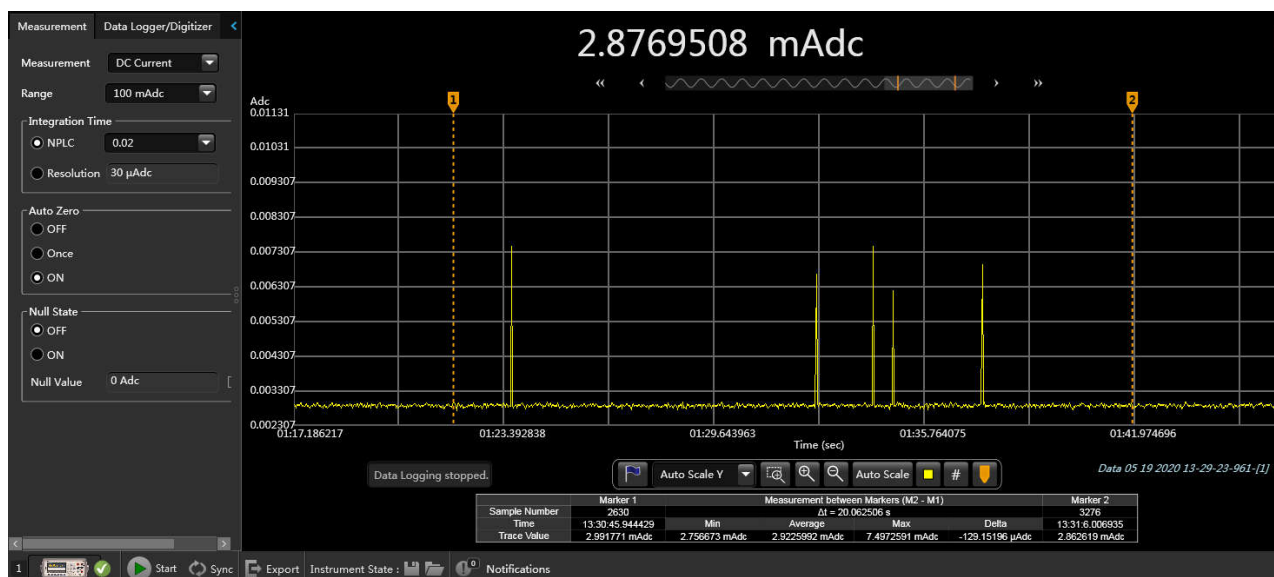 Measurement Data Logger/Digitizer <
2.8769508 mAdc
Measurement DC Current
Range 100 mAdc
Integration Time
NPLC 0.02
Resolution 30 µAdc
Auto Zero
OFF
Once
ON
Null State
OFF
ON
Null Value 0 Adc
« ‹ › »
Adc
1 2
0.01131
0.01031
0.009307
0.008307
0.007307
0.006307
0.005307
0.004307
0.003307
0.002307
01:17.186217 01:23.392838 01:29.643963 01:35.764075 01:41.974696
Time (sec)
Data Logging stopped.
Auto Scale Y Auto Scale #
Data 05 19 2020 13-29-23-961-[1]
Marker 1 Measurement between Markers (M2 - M1) Marker 2
Sample Number 2630 Δt = 20.062506 s 3276
Time 13:30:45.944429 Min Average Max Delta 13:31:6.006935
Trace Value 2.991771 mAdc 2.756673 mAdc 2.9225992 mAdc 7.4972591 mAdc -129.15196 µAdc 2.862619 mAdc
1 Start Sync Export Instrument State : 0 Notifications